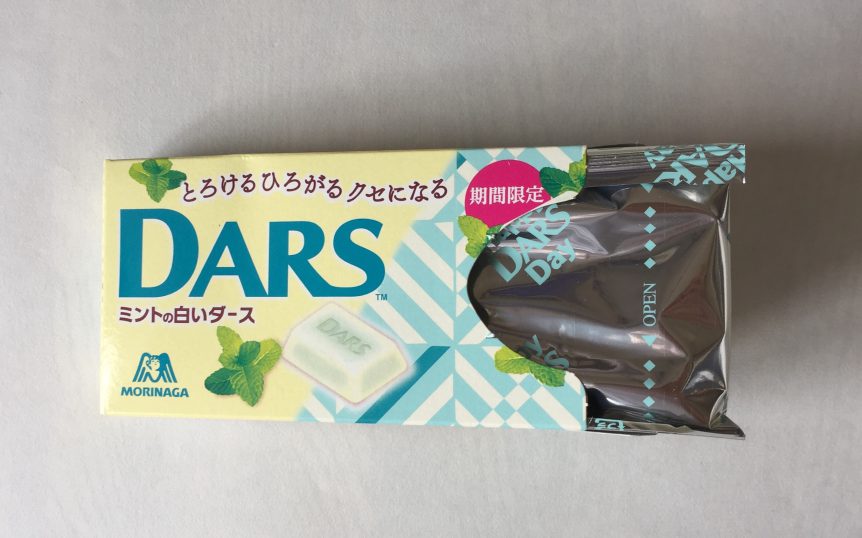 とろけるひろがるクセになる
期間限定
DARS
TM
ミントの白いダース
DARS
MORINAGA
DARS
Day
OPEN